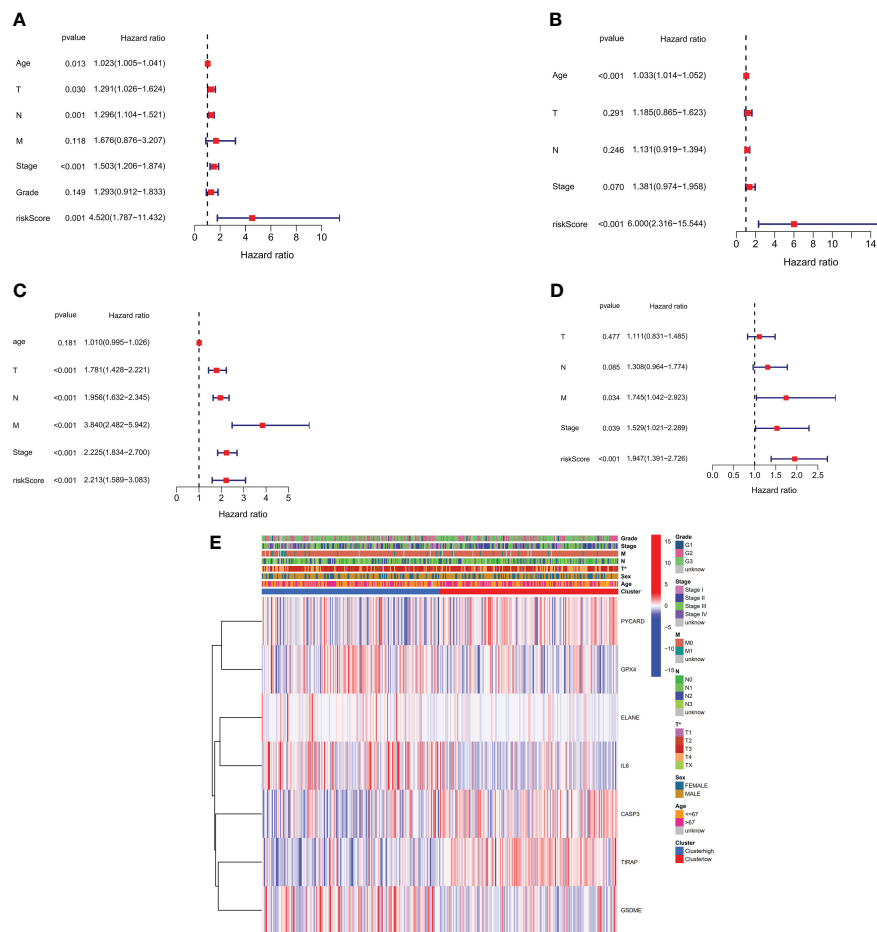 A
pvalue Hazard ratio
Age 0.013 1.023(1.005−1.041)
T 0.030 1.291(1.026−1.624)
N 0.001 1.296(1.104−1.521)
M 0.118 1.676(0.876−3.207)
Stage <0.001 1.503(1.206−1.874)
Grade 0.149 1.293(0.912−1.833)
riskScore 0.001 4.520(1.787−11.432)
0 2 4 6 8 10
Hazard ratio
B
pvalue Hazard ratio
Age <0.001 1.033(1.014−1.052)
T 0.291 1.185(0.865−1.623)
N 0.246 1.131(0.919−1.394)
Stage 0.070 1.381(0.974−1.958)
riskScore <0.001 6.000(2.316−15.544)
0 2 4 6 8 10 14
Hazard ratio
C
pvalue Hazard ratio
age 0.181 1.010(0.995−1.026)
T <0.001 1.781(1.428−2.221)
N <0.001 1.956(1.632−2.345)
M <0.001 3.840(2.482−5.942)
Stage <0.001 2.225(1.834−2.700)
riskScore <0.001 2.213(1.589−3.083)
0 1 2 3 4 5
Hazard ratio
D
pvalue Hazard ratio
T 0.477 1.111(0.831−1.485)
N 0.085 1.308(0.964−1.774)
M 0.034 1.745(1.042−2.923)
Stage 0.039 1.529(1.021−2.289)
riskScore <0.001 1.947(1.391−2.726)
0.0 0.5 1.0 1.5 2.0 2.5
Hazard ratio
E
Grade
Stage
M
N
T*
Sex
Age
Cluster
PYCARD
GPX4
ELANE
IL6
CASP3
TIRAP
GSDME
15
10
5
0
−5
−10
−15
Grade
G1
G2
G3
unknow
Stage
Stage I
Stage II
Stage III
Stage IV
unknow
M
M0
M1
unknow
N
N0
N1
N2
N3
unknow
T*
T1
T2
T3
T4
TX
Sex
FEMALE
MALE
Age
<=67
>67
unknow
Cluster
Clusterhigh
Clusterlow